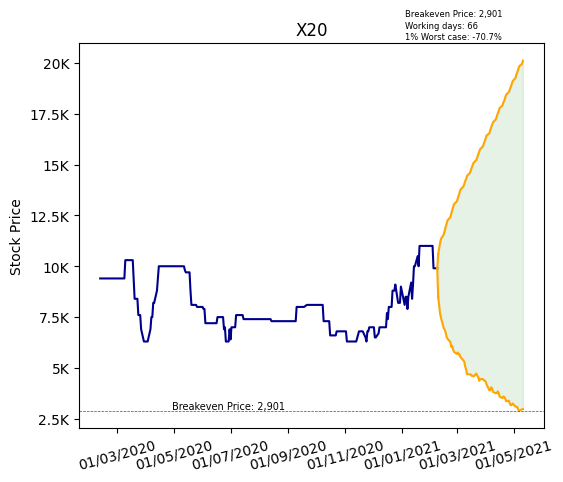 Breakeven Price: 2,901
Working days: 66
1% Worst case: -70.7%
X20
Stock Price
20K
17.5K
15K
12.5K
10K
7.5K
5K
2.5K
Breakeven Price: 2,901
01/03/2020
01/05/2020
01/07/2020
01/09/2020
01/11/2020
01/01/2021
01/03/2021
01/05/2021